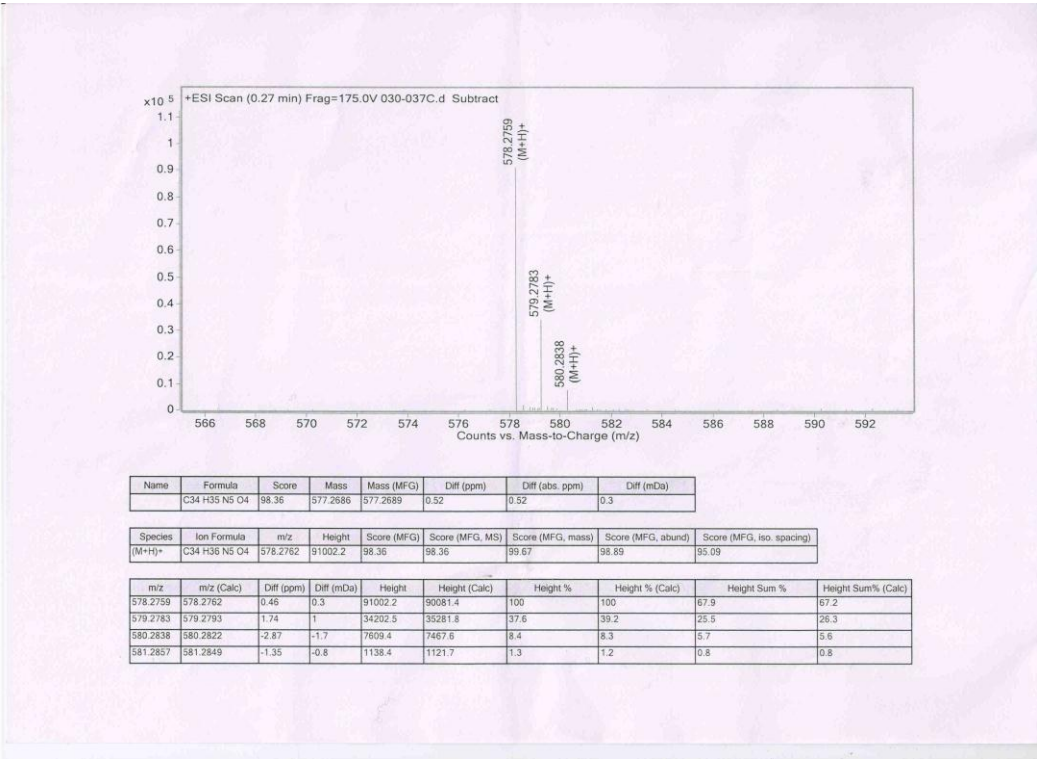 +ESI Scan (0.27 min) Frag=175.0V 030-037C.d Subtract
x10 5
1.1
1
0.9
0.8
0.7
0.6
0.5
0.4
0.3
0.2
0.1
0
578.2759
(M+H)+
579.2783
(M+H)+
580.2838
(M+H)+
566 568 570 572 574 576 578 580 582 584 586 588 590 592
Counts vs. Mass-to-Charge (m/z)
Name Formula Score Mass Mass (MFG) Diff (ppm) Diff (abs. ppm) Diff (mDa)
C34 H35 N5 O4 98.36 577.2686 577.2689 0.52 0.52 0.3
Species Ion Formula m/z Height Score (MFG) Score (MFG, MS) Score (MFG, mass) Score (MFG, abund) Score (MFG, iso. spacing)
(M+H)+ C34 H36 N5 O4 578.2762 91002.2 98.36 98.36 99.67 98.89 95.09
m/z m/z (Calc) Diff (ppm) Diff (mDa) Height Height (Calc) Height % Height % (Calc) Height Sum % Height Sum% (Calc)
578.2759 578.2762 0.46 0.3 91002.2 90081.4 100 100 67.9 67.2
579.2783 579.2793 1.74 1 34202.5 35281.8 37.6 39.2 25.5 26.3
580.2838 580.2822 -2.87 -1.7 7609.4 7467.6 8.4 8.3 5.7 5.6
581.2857 581.2849 -1.35 -0.8 1138.4 1121.7 1.3 1.2 0.8 0.8